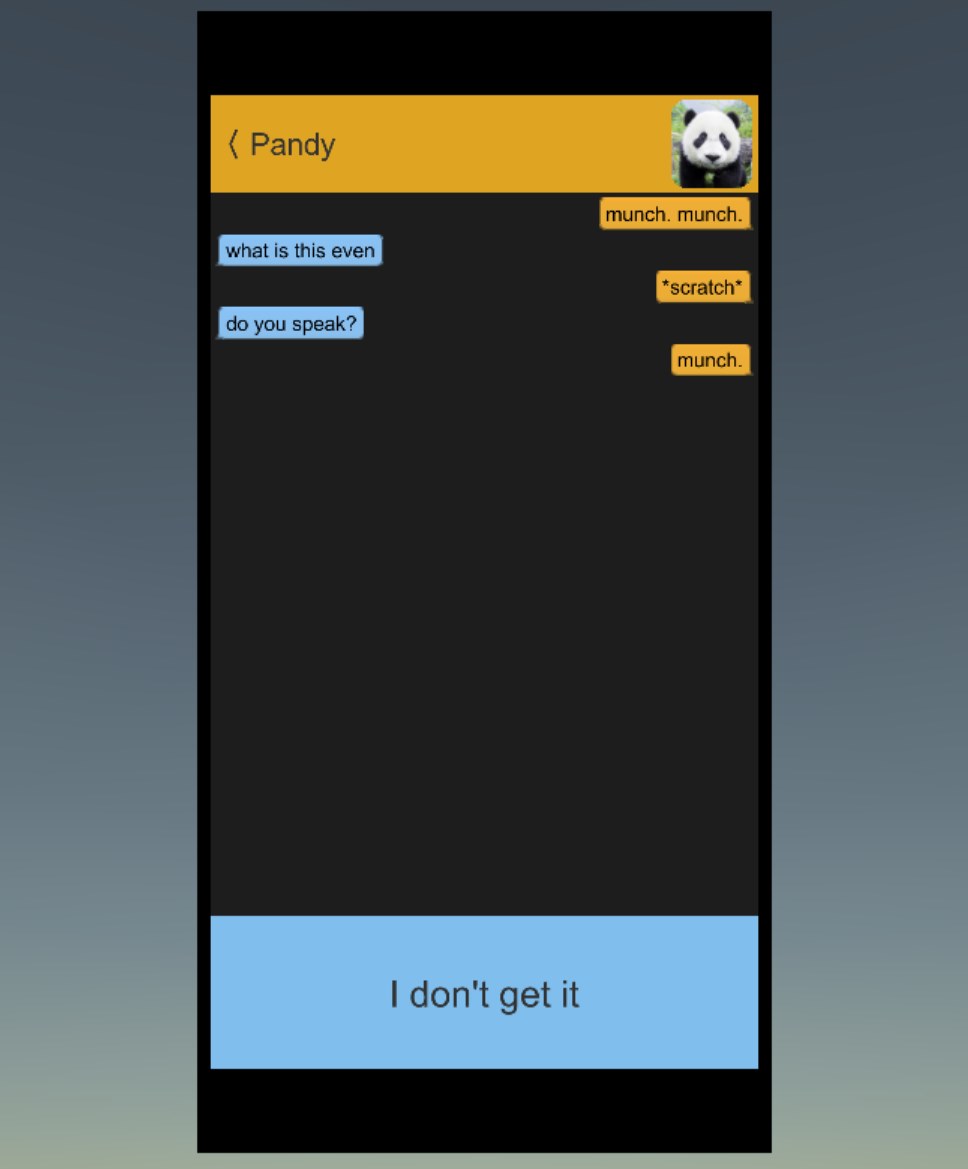 〈 Pandy
munch. munch.
what is this even
*scratch*
do you speak?
munch.
I don't get it